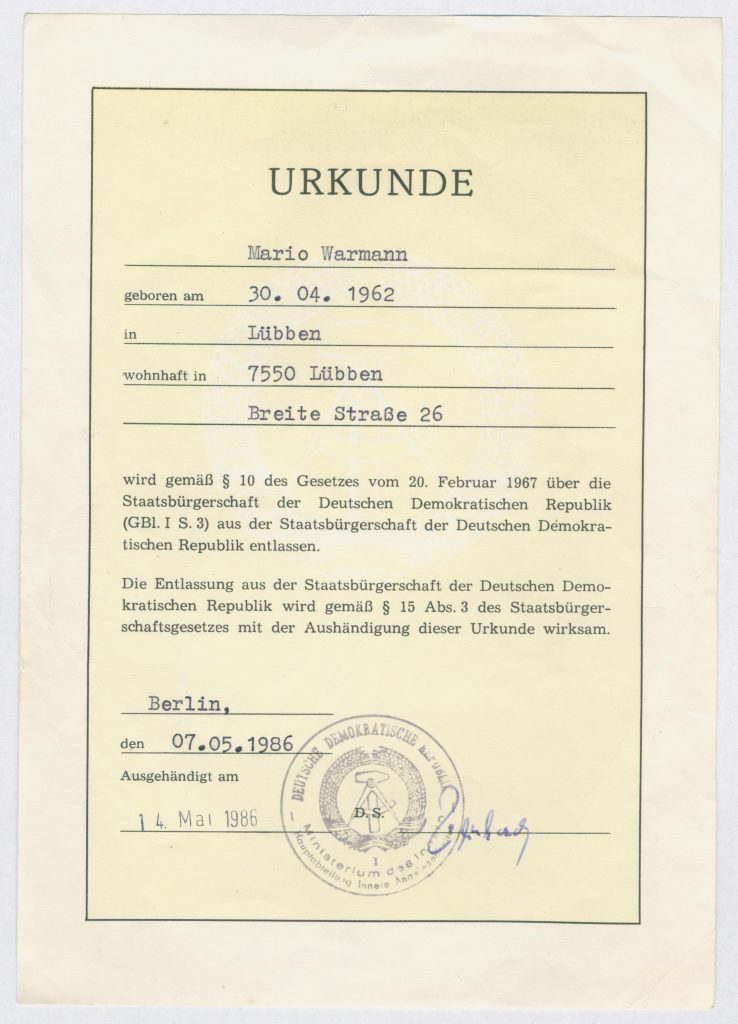 URKUNDE
Mario Warmann
geboren am 30. 04. 1962
in Lübben
wohnhaft in 7550 Lübben
Breite Straße 26
wird gemäß § 10 des Gesetzes vom 20. Februar 1967 über die
Staatsbürgerschaft der Deutschen Demokratischen Republik
(GBl. I S. 3) aus der Staatsbürgerschaft der Deutschen Demokra-
tischen Republik entlassen.
Die Entlassung aus der Staatsbürgerschaft der Deutschen Demo-
kratischen Republik wird gemäß § 15 Abs. 3 des Staatsbürger-
schaftsgesetzes mit der Aushändigung dieser Urkunde wirksam.
Berlin,
den 07.05.1986
Ausgehändigt am
14. Mai 1986
D. S.
DEUTSCHE DEMOKRATISCHE REPUBLIK
I
Ministerium des
Hauptabteilung Innere